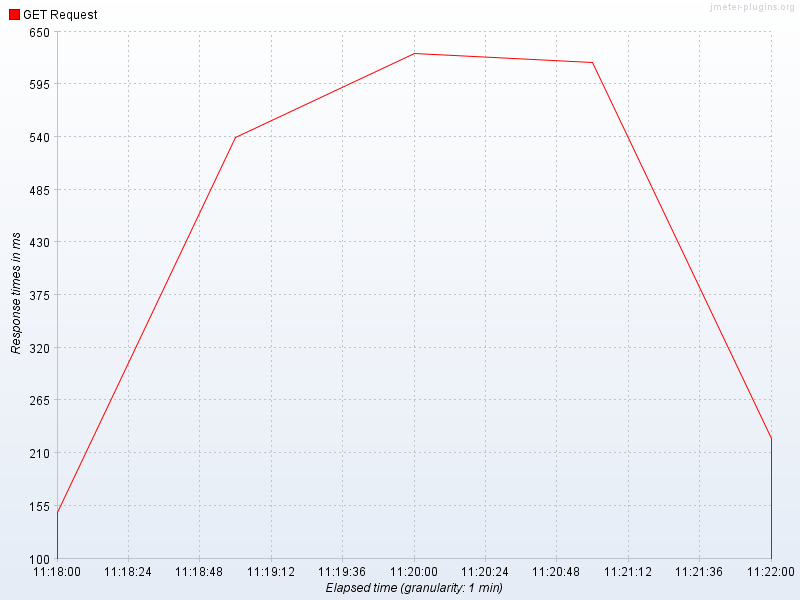 jmeter-plugins.org
GET Request
650
595
540
485
430
375
320
265
210
155
100
Response times in ms
11:18:00 11:18:24 11:18:48 11:19:12 11:19:36 11:20:00 11:20:24 11:20:48 11:21:12 11:21:36 11:22:00
Elapsed time (granularity: 1 min)